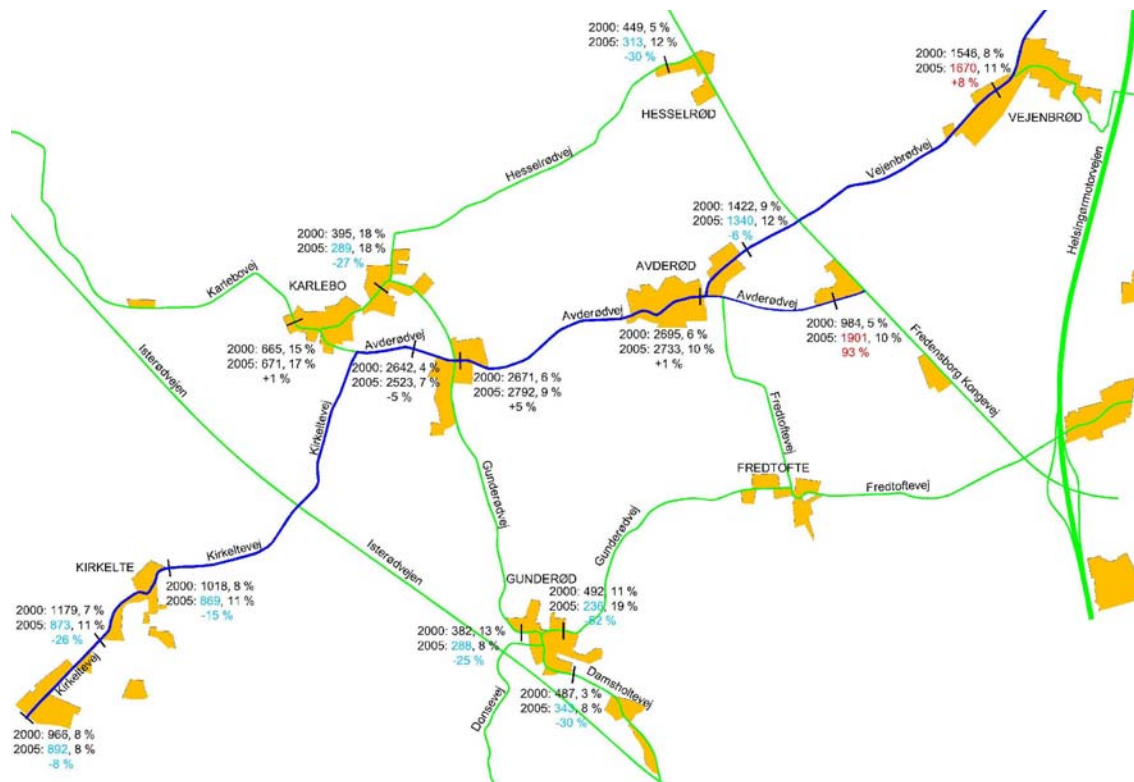 2000: 449, 5 %
2005: 313, 12 %
-30 %
HESSELRØD
2000: 1546, 8 %
2005: 1670, 11 %
+8 %
VEJENBRØD
Hesselrødvej
Vejenbrødvej
Helsingørmotorvejen
2000: 395, 18 %
2005: 289, 18 %
-27 %
2000: 1422, 9 %
2005: 1340, 12 %
-6 %
Karlebovej
KARLEBO
AVDERØD
Avderødvej
Avderødvej
Avderødvej
2000: 665, 15 %
2005: 671, 17 %
+1 %
2000: 2642, 4 %
2005: 2523, 7 %
-5 %
2000: 2671, 6 %
2005: 2792, 9 %
+5 %
2000: 2695, 6 %
2005: 2733, 10 %
+1 %
2000: 984, 5 %
2005: 1901, 10 %
93 %
Fredensborg Kongevej
Isterødvejen
Kirkeltevej
Gunderødvej
Fredtoftevej
FREDTOFTE
Fredtoftevej
Gunderødvej
Kirkeltevej
Isterødvejen
KIRKELTE
2000: 1018, 8 %
2005: 869, 11 %
-15 %
2000: 1179, 7 %
2005: 873, 11 %
-26 %
Kirkeltevej
2000: 966, 8 %
2005: 892, 8 %
-8 %
GUNDERØD
2000: 492, 11 %
2005: 236, 19 %
-52 %
2000: 382, 13 %
2005: 288, 8 %
-25 %
Donsevej
Damsholtevej
2000: 487, 3 %
2005: 343, 8 %
-30 %